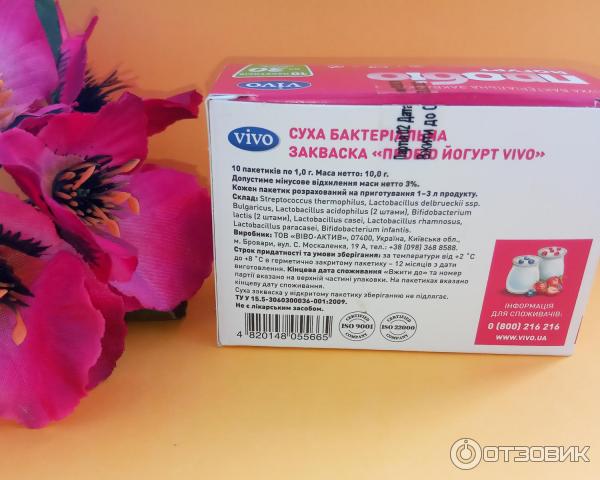 10 пакетиків
vivo
vivo
СУХА БАКТЕРІАЛЬНА
ЗАКВАСКА «ПРОБІО ЙОГУРТ VIVO»
10 пакетиків по 1,0 г. Маса нетто: 10,0 г.
Допустиме мінусове відхилення маси нетто 3%.
Кожен пакетик розрахований на приготування 1–3 л продукту.
Склад: Streptococcus thermophilus, Lactobacillus delbrueckii ssp.
Bulgaricus, Lactobacillus acidophilus (2 штами), Bifidobacterium
lactis (2 штами), Lactobacillus casei, Lactobacillus rhamnosus,
Lactobacillus paracasei, Bifidobacterium infantis.
Виробник: ТОВ «ВІВО-АКТИВ», 07400, Україна, Київська обл.,
м. Бровари, вул. С. Москаленка, 19 А, тел.: +38 (098) 368 8588.
Строк придатності та умови зберігання: за температури від +2 °С
до +8 °С в герметично закритому пакетику – 12 місяців з дати
виготовлення. Кінцева дата споживання «Вжити до» та номер
партії вказано на верхній частині упаковки. На пакетиках вказано
кінцеву дату споживання.
Суха закваска у відкритому пакетику зберіганню не підлягає.
ТУ У 15.5-3060300036-001:2009.
Не є лікарським засобом.
4 820148 055665
ISO 9001
COMPANY
ISO 22000
COMPANY
ІНФОРМАЦІЯ
ДЛЯ СПОЖИВАЧІВ:
0 (800) 216 216
WWW.VIVO.UA
ОТЗОВИК